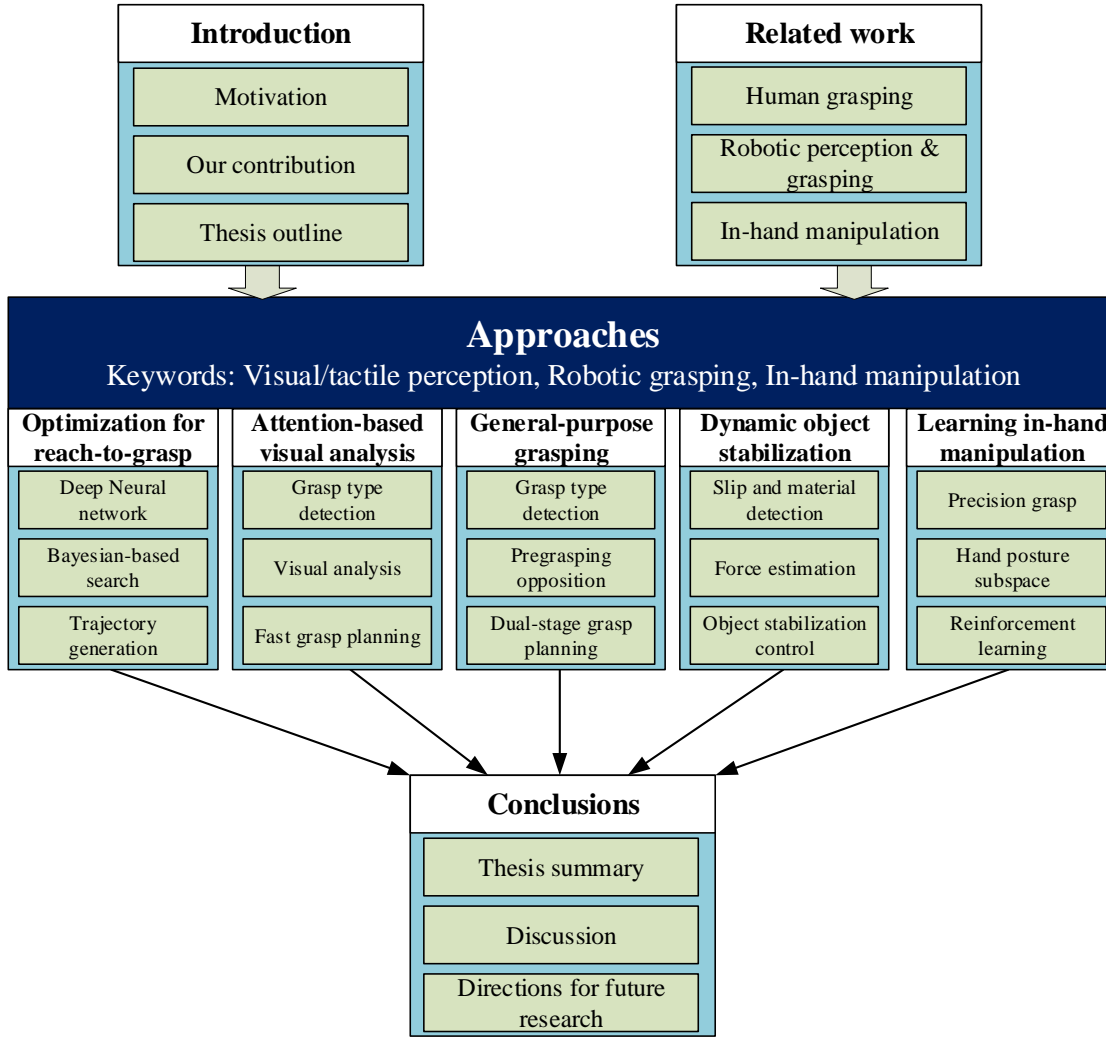 Introduction
Motivation
Our contribution
Thesis outline
Related work
Human grasping
Robotic perception &
grasping
In-hand manipulation
Approaches
Keywords: Visual/tactile perception, Robotic grasping, In-hand manipulation
Optimization for
reach-to-grasp
Deep Neural
network
Bayesian-based
search
Trajectory
generation
Attention-based
visual analysis
Grasp type
detection
Visual analysis
Fast grasp planning
General-purpose
grasping
Grasp type
detection
Pregrasping
opposition
Dual-stage grasp
planning
Dynamic object
stabilization
Slip and material
detection
Force estimation
Object stabilization
control
Learning in-hand
manipulation
Precision grasp
Hand posture
subspace
Reinforcement
learning
Conclusions
Thesis summary
Discussion
Directions for future
research